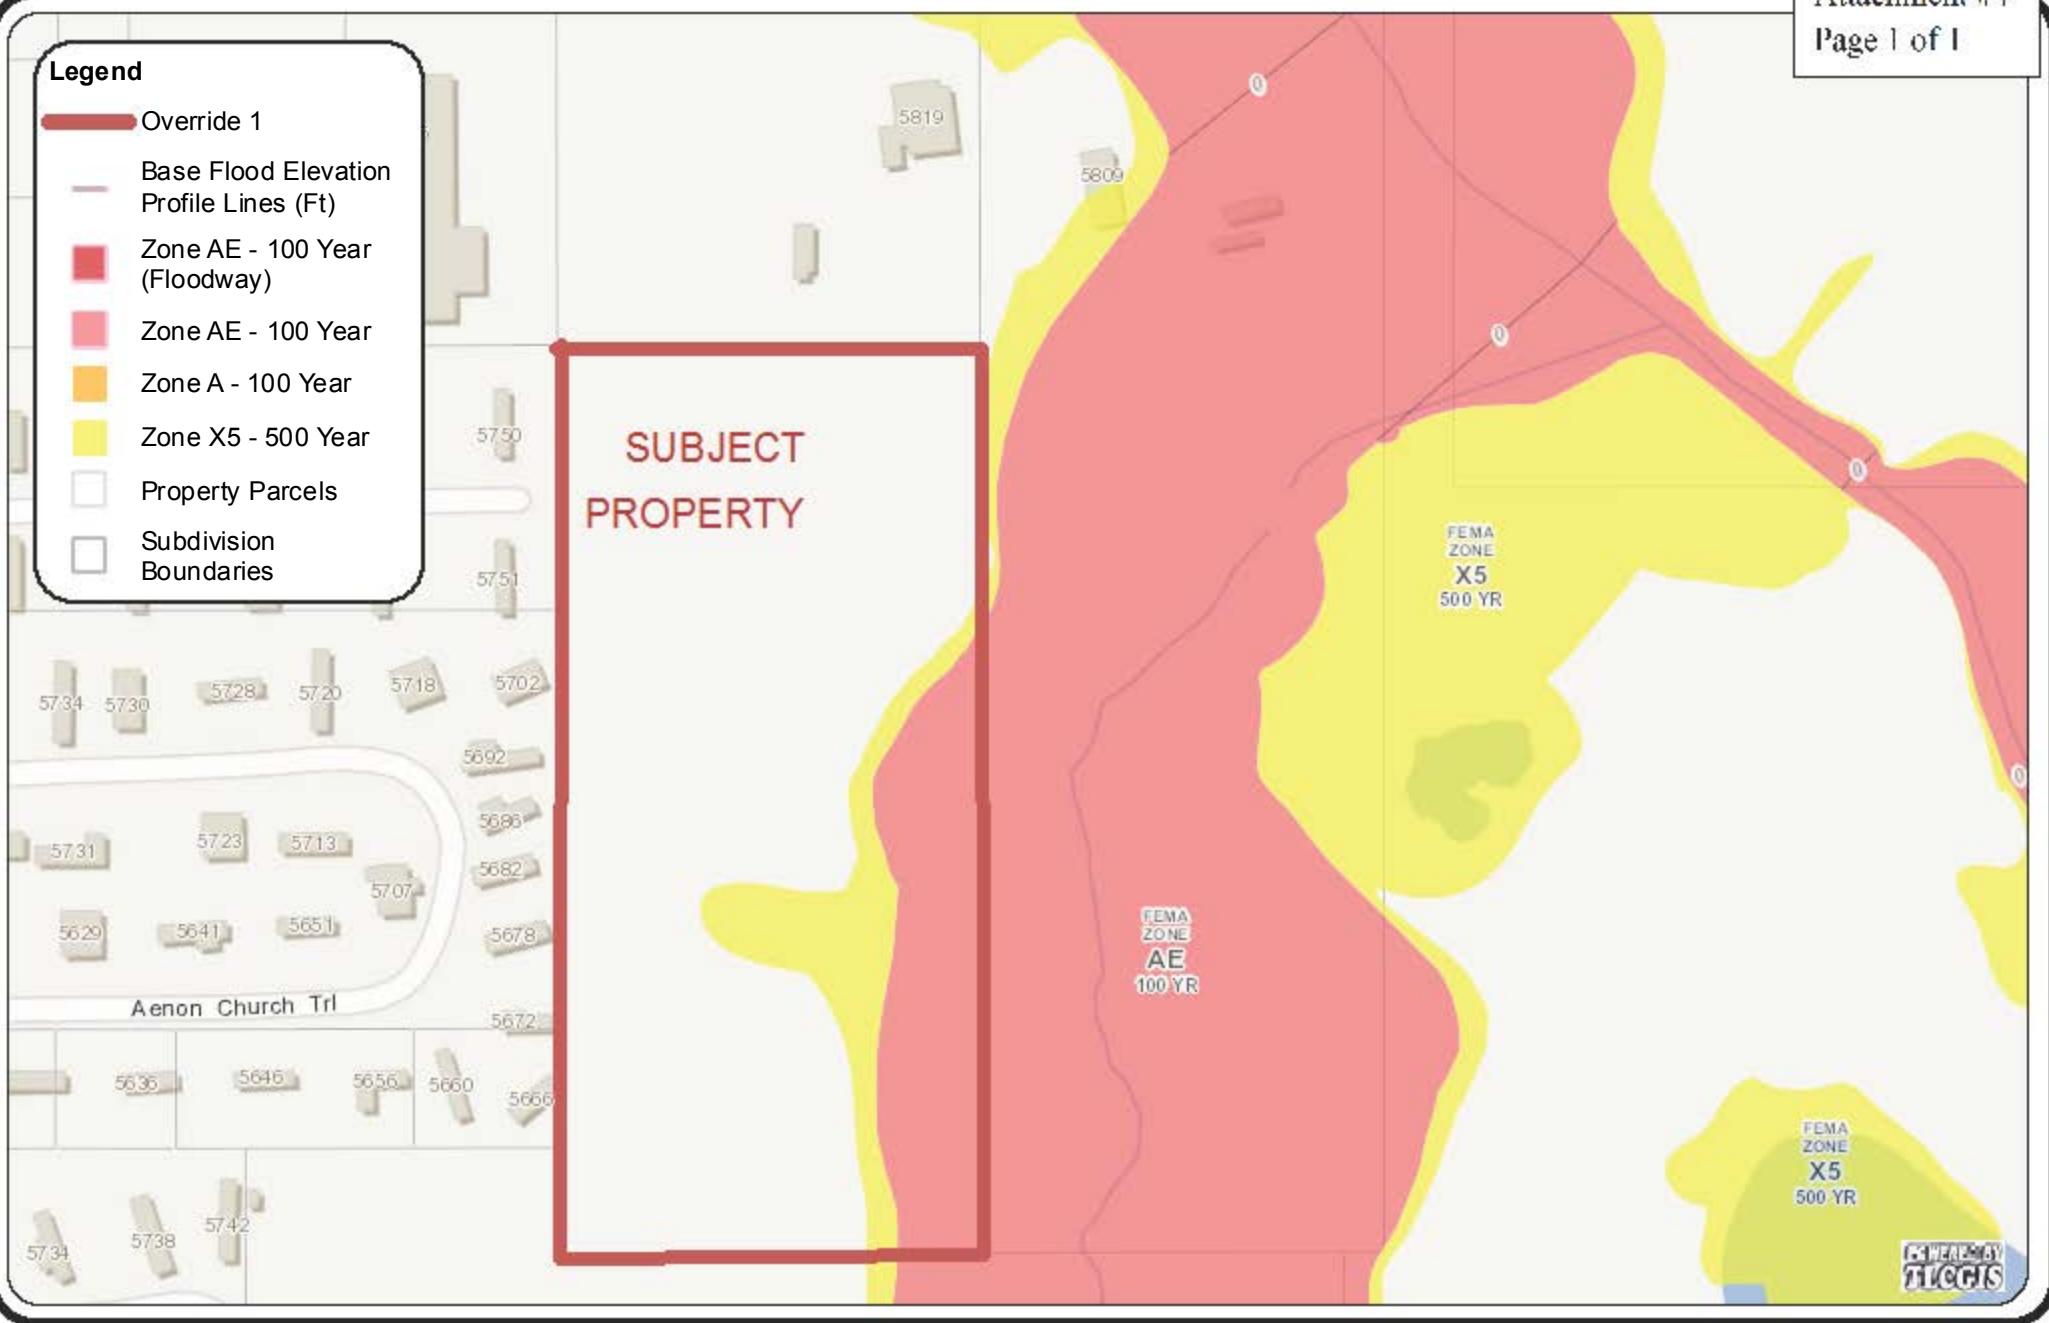 Page 1 of 1
Legend
Override 1
Base Flood Elevation
Profile Lines (Ft)
Zone AE - 100 Year
(Floodway)
Zone AE - 100 Year
Zone A - 100 Year
Zone X5 - 500 Year
Property Parcels
Subdivision
Boundaries
0
5819
5809
0
SUBJECT
PROPERTY
5750
0
5751
FEMA
ZONE
X5
500 YR
5734
5730
5728
5720
5718
5702
5692
0
5686
5731
5723
5713
5682
5707
5629
5641
5651
5678
FEMA
ZONE
AE
100 YR
Aenon Church Trl
5672
5636
5646
5656
5660
5666
FEMA
ZONE
X5
500 YR
5734
5738
5742
POWERED BY
TLCGIS